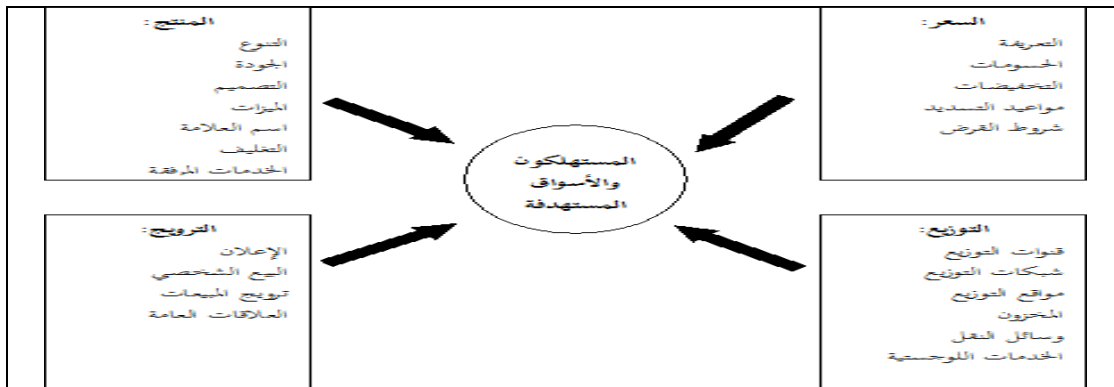 السعر:
التعريفة
الحسومات
التخفيضات
مواعيد التسديد
شروط القرض
المنتج:
التنوع
الجودة
التصميم
الميزات
اسم العلامة
التغليف
الخدمات المرفقة
المستهلكون
والأسواق
المستهدفة
التوزيع:
قنوات التوزيع
شبكات التوزيع
مواقع التوزيع
المخزون
وسائل النقل
الخدمات اللوجستية
الترويج:
الإعلان
البيع الشخصي
ترويج المبيعات
العلاقات العامة